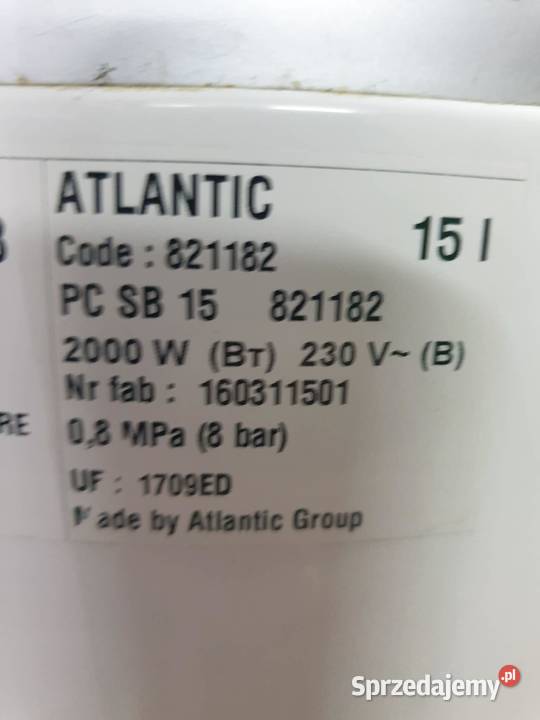 ATLANTIC
Code : 821182 15 l
PC SB 15 821182
2000 W (Вт) 230 V~ (В)
Nr fab : 160311501
RE
0,8 MPa (8 bar)
UF : 1709ED
Made by Atlantic Group
Sprzedajemy.pl